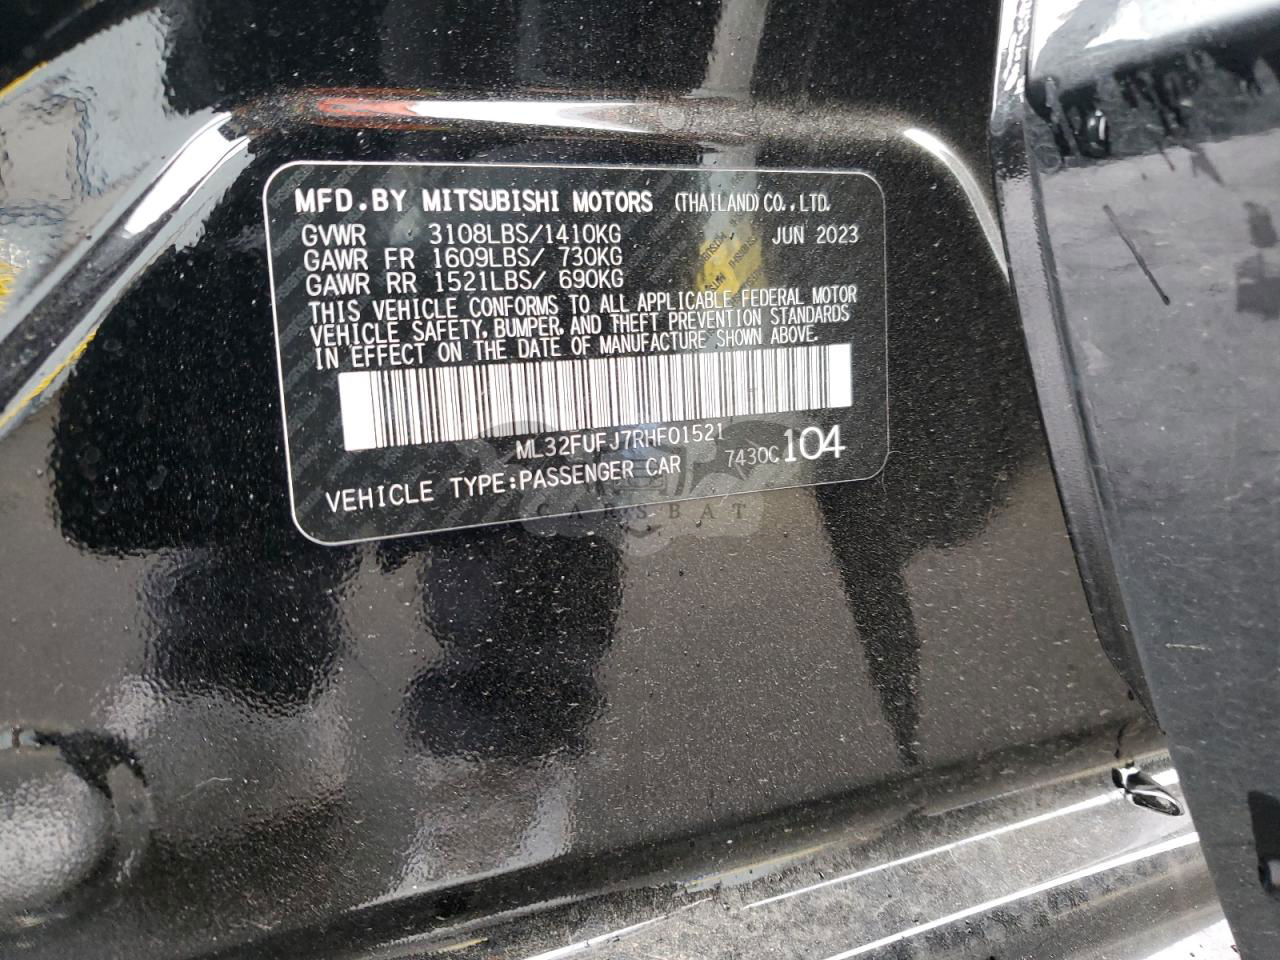 MFD.BY MITSUBISHI MOTORS (THAILAND)CO.,LTD.
GVWR 3108LBS/1410KG JUN 2023
GAWR FR 1609LBS/ 730KG
GAWR RR 1521LBS/ 690KG
THIS VEHICLE CONFORMS TO ALL APPLICABLE FEDERAL MOTOR
VEHICLE SAFETY, BUMPER, AND THEFT PREVENTION STANDARDS
IN EFFECT ON THE DATE OF MANUFACTURE SHOWN ABOVE.
ML32FUFJ7RHF01521
VEHICLE TYPE:PASSENGER CAR 7430C104
CARSBAT